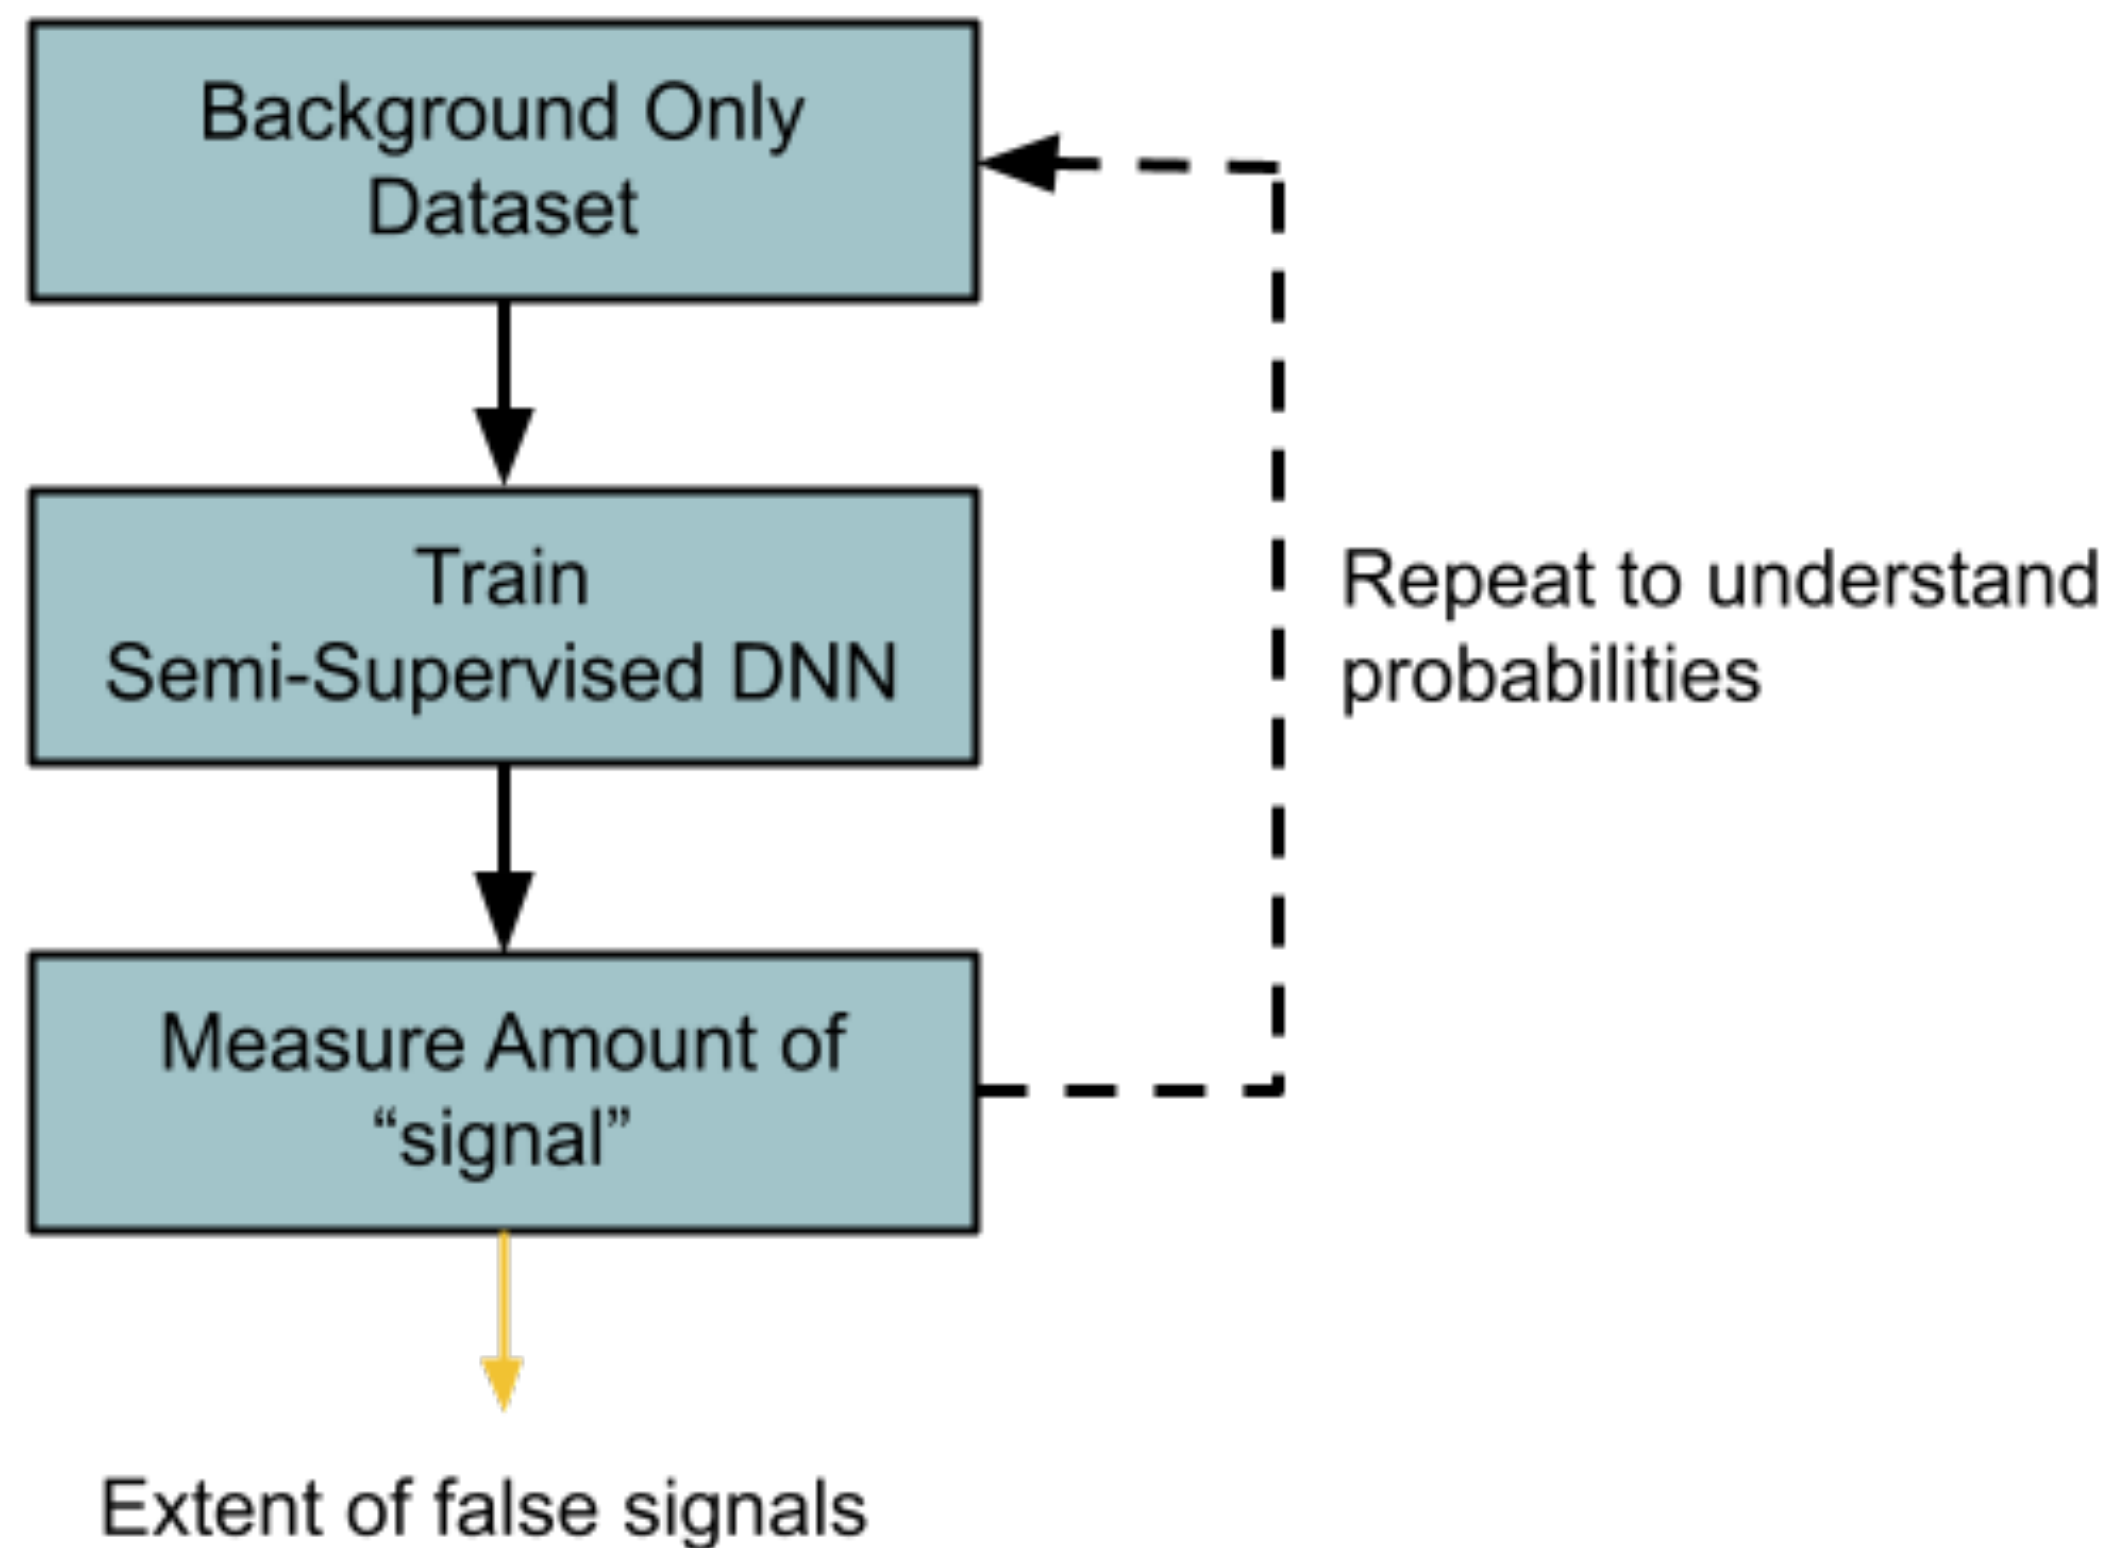 Background Only
Dataset
Train
Semi-Supervised DNN
Repeat to understand
probabilities
Measure Amount of
“signal”
Extent of false signals